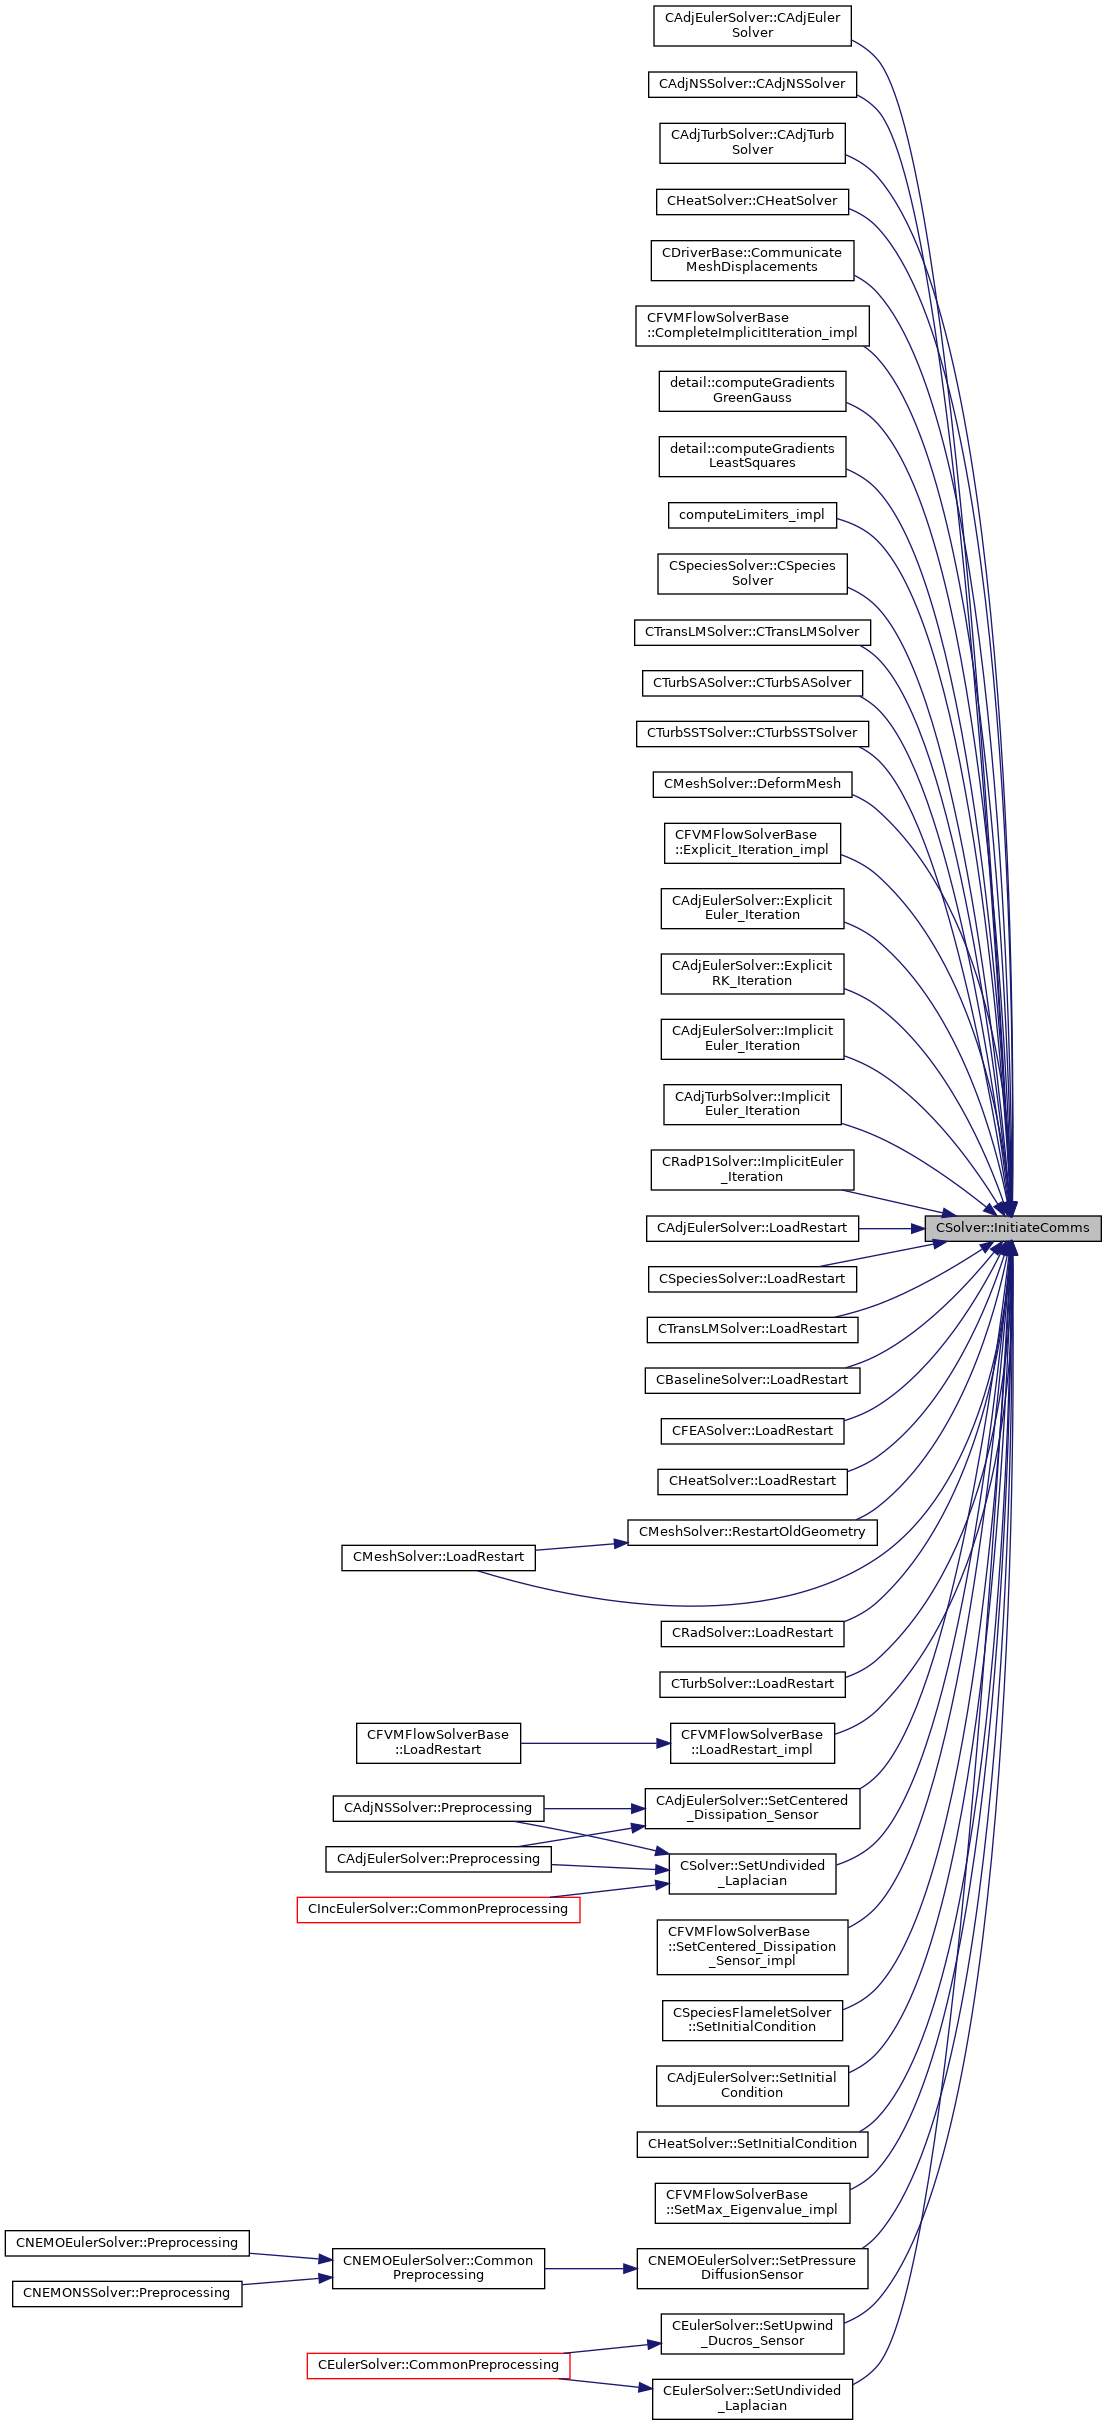 CAdjEulerSolver::CAdjEuler
Solver
CAdjNSSolver::CAdjNSSolver
CAdjTurbSolver::CAdjTurb
Solver
CHeatSolver::CHeatSolver
CDriverBase::Communicate
MeshDisplacements
CFVMFlowSolverBase
::CompleteImplicitIteration_impl
detail::computeGradients
GreenGauss
detail::computeGradients
LeastSquares
computeLimiters_impl
CSpeciesSolver::CSpecies
Solver
CTransLMSolver::CTransLMSolver
CTurbSASolver::CTurbSASolver
CTurbSSTSolver::CTurbSSTSolver
CMeshSolver::DeformMesh
CFVMFlowSolverBase
::Explicit_Iteration_impl
CAdjEulerSolver::Explicit
Euler_Iteration
CAdjEulerSolver::Explicit
RK_Iteration
CAdjEulerSolver::Implicit
Euler_Iteration
CAdjTurbSolver::Implicit
Euler_Iteration
CRadP1Solver::ImplicitEuler
_Iteration
CAdjEulerSolver::LoadRestart
CSolver::InitiateComms
CSpeciesSolver::LoadRestart
CTransLMSolver::LoadRestart
CBaselineSolver::LoadRestart
CFEASolver::LoadRestart
CHeatSolver::LoadRestart
CMeshSolver::RestartOldGeometry
CMeshSolver::LoadRestart
CRadSolver::LoadRestart
CTurbSolver::LoadRestart
CFVMFlowSolverBase
::LoadRestart
CFVMFlowSolverBase
::LoadRestart_impl
CAdjEulerSolver::SetCentered
_Dissipation_Sensor
CAdjNSSolver::Preprocessing
CAdjEulerSolver::Preprocessing
CSolver::SetUndivided
_Laplacian
CIncEulerSolver::CommonPreprocessing
CFVMFlowSolverBase
::SetCentered_Dissipation
_Sensor_impl
CSpeciesFlameletSolver
::SetInitialCondition
CAdjEulerSolver::SetInitial
Condition
CHeatSolver::SetInitialCondition
CFVMFlowSolverBase
::SetMax_Eigenvalue_impl
CNEMOEulerSolver::Preprocessing
CNEMOEulerSolver::Common
Preprocessing
CNEMOEulerSolver::SetPressure
DiffusionSensor
CNEMONSSolver::Preprocessing
CEulerSolver::SetUpwind
_Ducros_Sensor
CEulerSolver::CommonPreprocessing
CEulerSolver::SetUndivided
_Laplacian